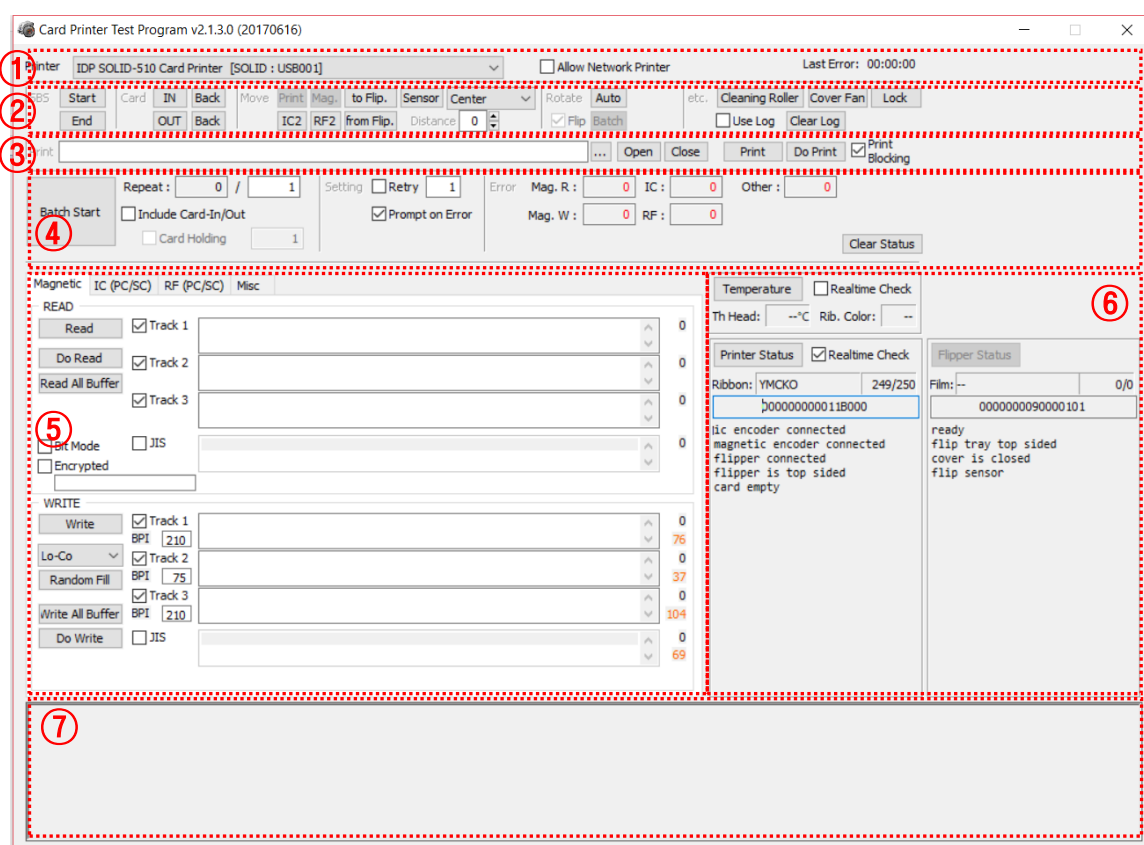 Card Printer Test Program v2.1.3.0 (20170616)
① Printer IDP SOLID-510 Card Printer [SOLID : USB001] Allow Network Printer Last Error: 00:00:00
② SBS Start Card IN Back Move Print Mag. to Flip. Sensor Center Rotate Auto etc. Cleaning Roller Cover Fan Lock
End OUT Back IC2 RF2 from Flip. Distance 0 Flip Batch Use Log Clear Log
③ Print ... Open Close Print Do Print Print Blocking
④ Batch Start Repeat : 0 / 1 Setting Retry 1 Error Mag. R : 0 IC : 0 Other : 0
Include Card-In/Out Prompt on Error Mag. W : 0 RF : 0
Card Holding 1 Clear Status
⑤ Magnetic IC (PC/SC) RF (PC/SC) Misc
READ
Read Track 1 0
Do Read Track 2 0
Read All Buffer
Track 3 0
Bit Mode JIS 0
Encrypted
WRITE
Write Track 1 0
BPI 210 76
Lo-Co Track 2 0
Random Fill BPI 75 37
Track 3 0
Write All Buffer BPI 210 104
Do Write JIS 0
69
⑥ Temperature Realtime Check
Th Head: --°C Rib. Color: --
Printer Status Realtime Check
Ribbon: YMCKO 249/250
000000000011B000
ic encoder connected
magnetic encoder connected
flipper connected
flipper is top sided
card empty
Flipper Status
Film: -- 0/0
0000000090000101
ready
flip tray top sided
cover is closed
flip sensor
⑦